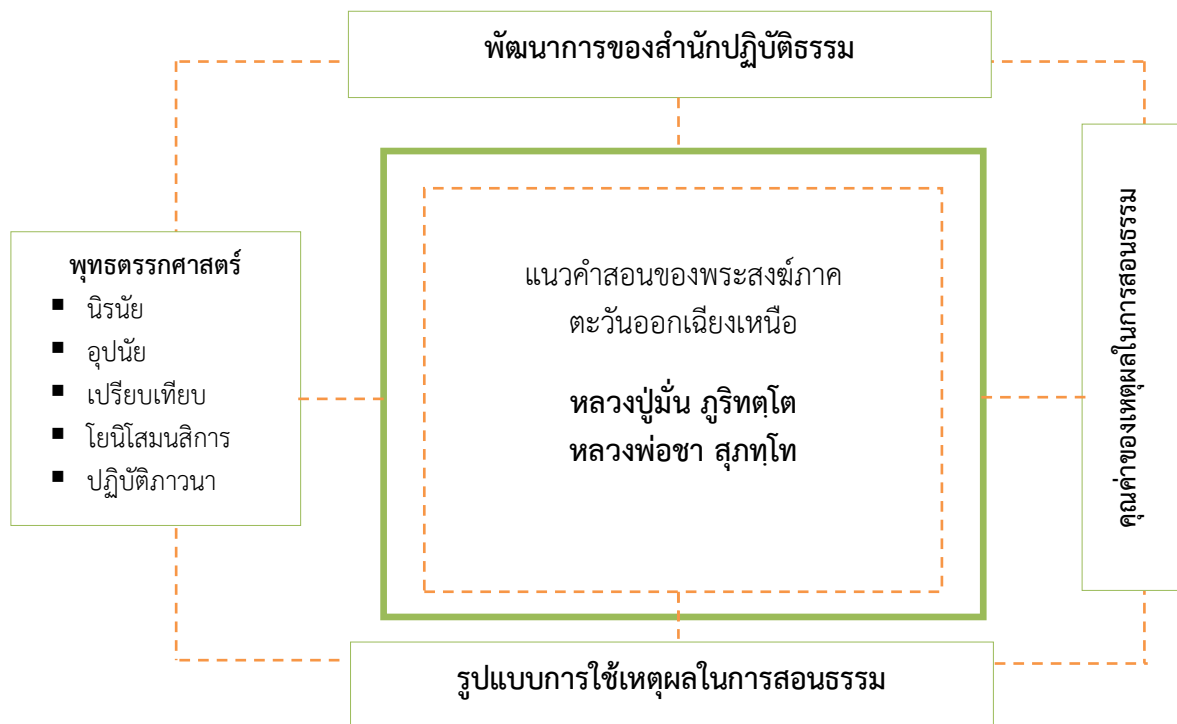 พัฒนาการของสำนักปฏิบัติธรรม
พุทธตรรกศาสตร์
▪ นิรนัย
▪ อุปนัย
▪ เปรียบเทียบ
▪ โยนิโสมนสิการ
▪ ปฏิบัติภาวนา
แนวคำสอนของพระสงฆ์ภาค
ตะวันออกเฉียงเหนือ
หลวงปู่มั่น ภูริทตฺโต
หลวงพ่อชา สุภทฺโท
คุณค่าของเหตุผลในการสอนธรรม
รูปแบบการใช้เหตุผลในการสอนธรรม